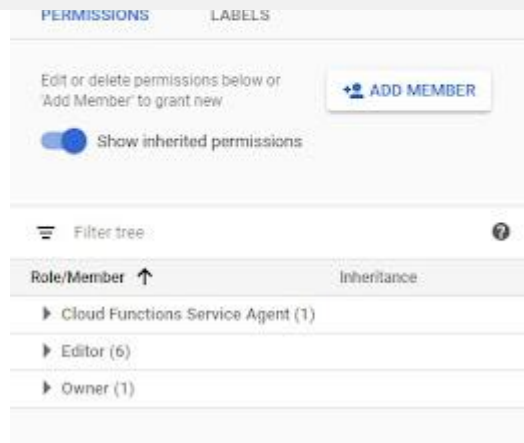 PERMISSIONS LABELS
Edit or delete permissions below or
'Add Member' to grant new
ADD MEMBER
Show inherited permissions
Filter tree
Role/Member Inheritance
Cloud Functions Service Agent (1)
Editor (6)
Owner (1)